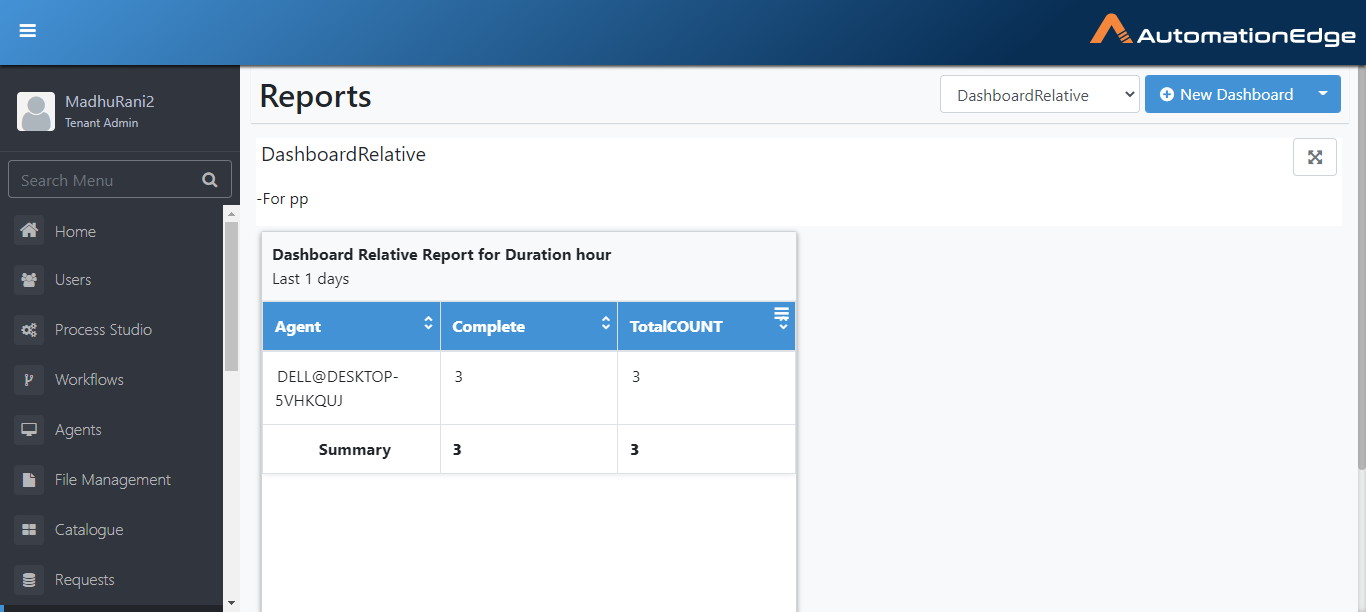 AutomationEdge
MadhuRani2
Tenant Admin
Search Menu
Home
Users
Process Studio
Workflows
Agents
File Management
Catalogue
Requests
Reports
DashboardRelative
New Dashboard
DashboardRelative
-For pp
Dashboard Relative Report for Duration hour
Last 1 days
Agent Complete TotalCOUNT
DELL@DESKTOP- 3 3
5VHKQUJ
Summary 3 3